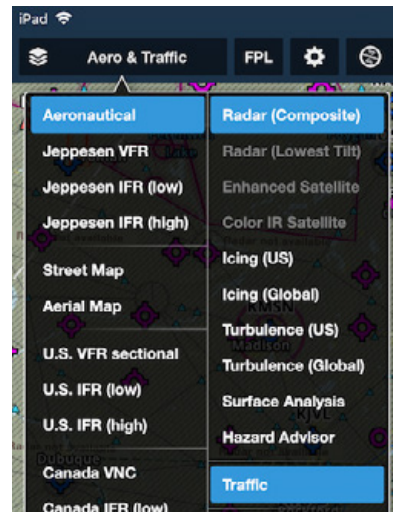 iPad
Aero & Traffic
FPL
Aeronautical
Jeppesen VFR
Jeppesen IFR (low)
Jeppesen IFR (high)
Street Map
Aerial Map
U.S. VFR sectional
U.S. IFR (low)
U.S. IFR (high)
Canada VNC
Canada IFR (low)
Radar (Composite)
Radar (Lowest Tilt)
Enhanced Satellite
Color IR Satellite
Icing (US)
Icing (Global)
Turbulence (US)
Turbulence (Global)
Surface Analysis
Hazard Advisor
Traffic
KMSN
Madison
KJVL
Dubuque